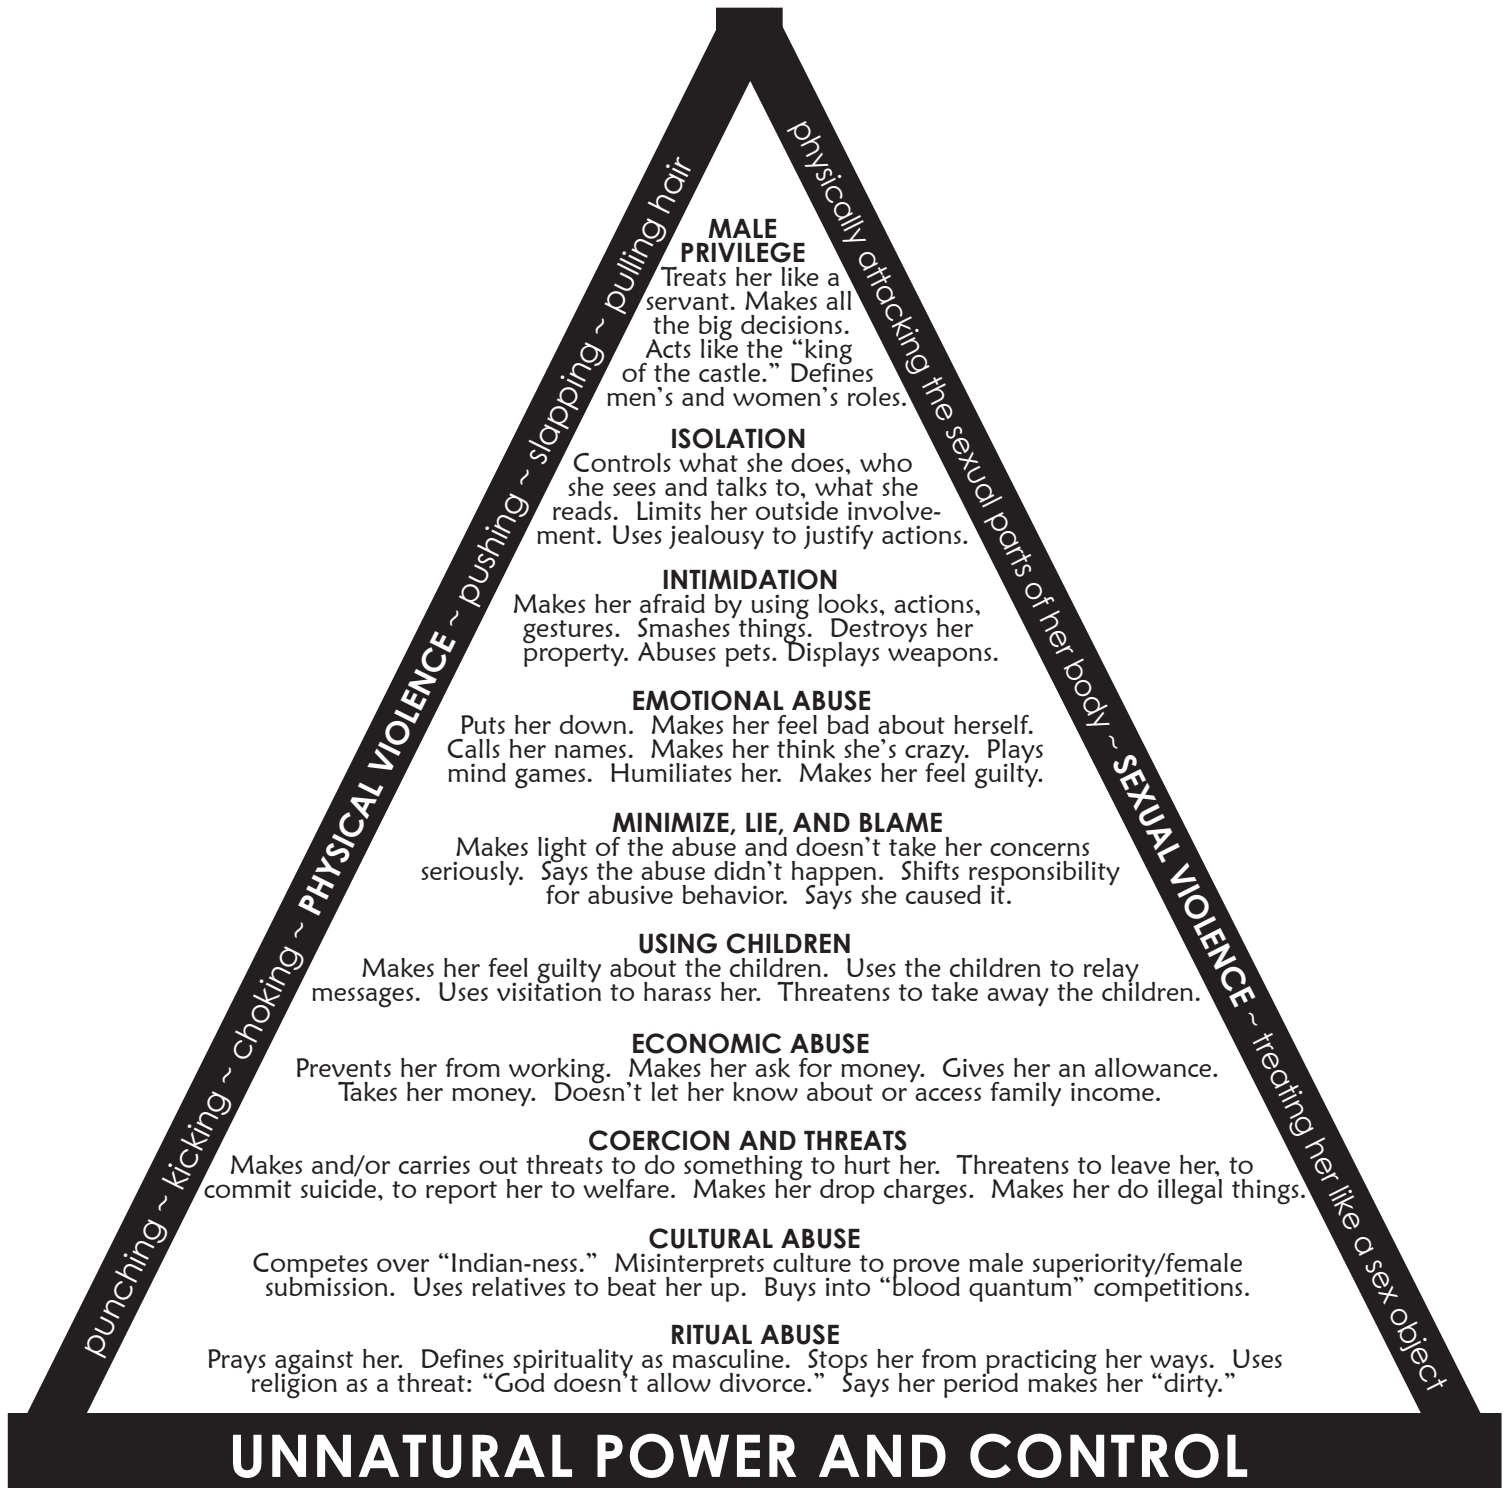 punching ~ kicking ~ choking ~ PHYSICAL VIOLENCE ~ pushing ~ slapping ~ pulling hair
physically attacking the sexual parts of her body ~ SEXUAL VIOLENCE ~ treating her like a sex object
MALE
PRIVILEGE
Treats her like a
servant. Makes all
the big decisions.
Acts like the “king
of the castle.” Defines
men’s and women’s roles.
ISOLATION
Controls what she does, who
she sees and talks to, what she
reads. Limits her outside involve-
ment. Uses jealousy to justify actions.
INTIMIDATION
Makes her afraid by using looks, actions,
gestures. Smashes things. Destroys her
property. Abuses pets. Displays weapons.
EMOTIONAL ABUSE
Puts her down. Makes her feel bad about herself.
Calls her names. Makes her think she’s crazy. Plays
mind games. Humiliates her. Makes her feel guilty.
MINIMIZE, LIE, AND BLAME
Makes light of the abuse and doesn’t take her concerns
seriously. Says the abuse didn’t happen. Shifts responsibility
for abusive behavior. Says she caused it.
USING CHILDREN
Makes her feel guilty about the children. Uses the children to relay
messages. Uses visitation to harass her. Threatens to take away the children.
ECONOMIC ABUSE
Prevents her from working. Makes her ask for money. Gives her an allowance.
Takes her money. Doesn’t let her know about or access family income.
COERCION AND THREATS
Makes and/or carries out threats to do something to hurt her. Threatens to leave her, to
commit suicide, to report her to welfare. Makes her drop charges. Makes her do illegal things.
CULTURAL ABUSE
Competes over “Indian-ness.” Misinterprets culture to prove male superiority/female
submission. Uses relatives to beat her up. Buys into “blood quantum” competitions.
RITUAL ABUSE
Prays against her. Defines spirituality as masculine. Stops her from practicing her ways. Uses
religion as a threat: “God doesn’t allow divorce.” Says her period makes her “dirty.”
UNNATURAL POWER AND CONTROL